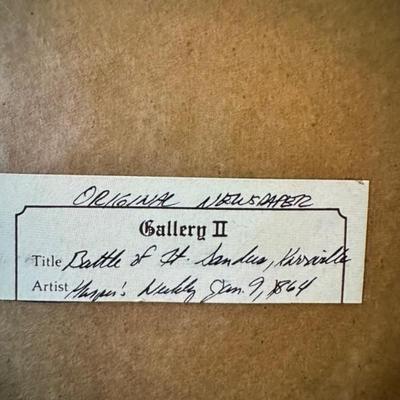 ORIGINAL NEWSPAPER
Gallery II
Title Battle of Ft. Sanders, Knoxville
Artist Harper's Weekly Jan. 9, 1864